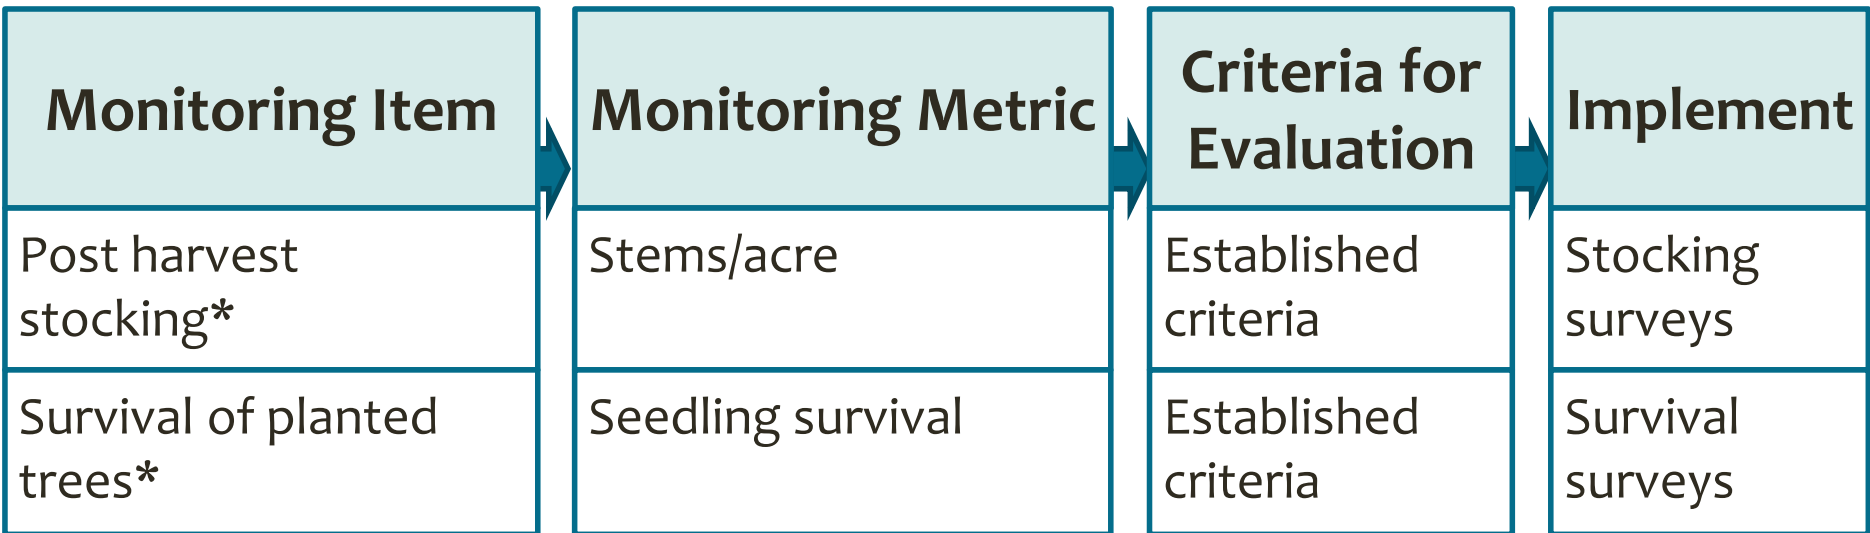 Monitoring Item
Monitoring Metric
Criteria for
Evaluation
Implement
Post harvest
stocking*
Stems/acre
Established
criteria
Stocking
surveys
Survival of planted
trees*
Seedling survival
Established
criteria
Survival
surveys